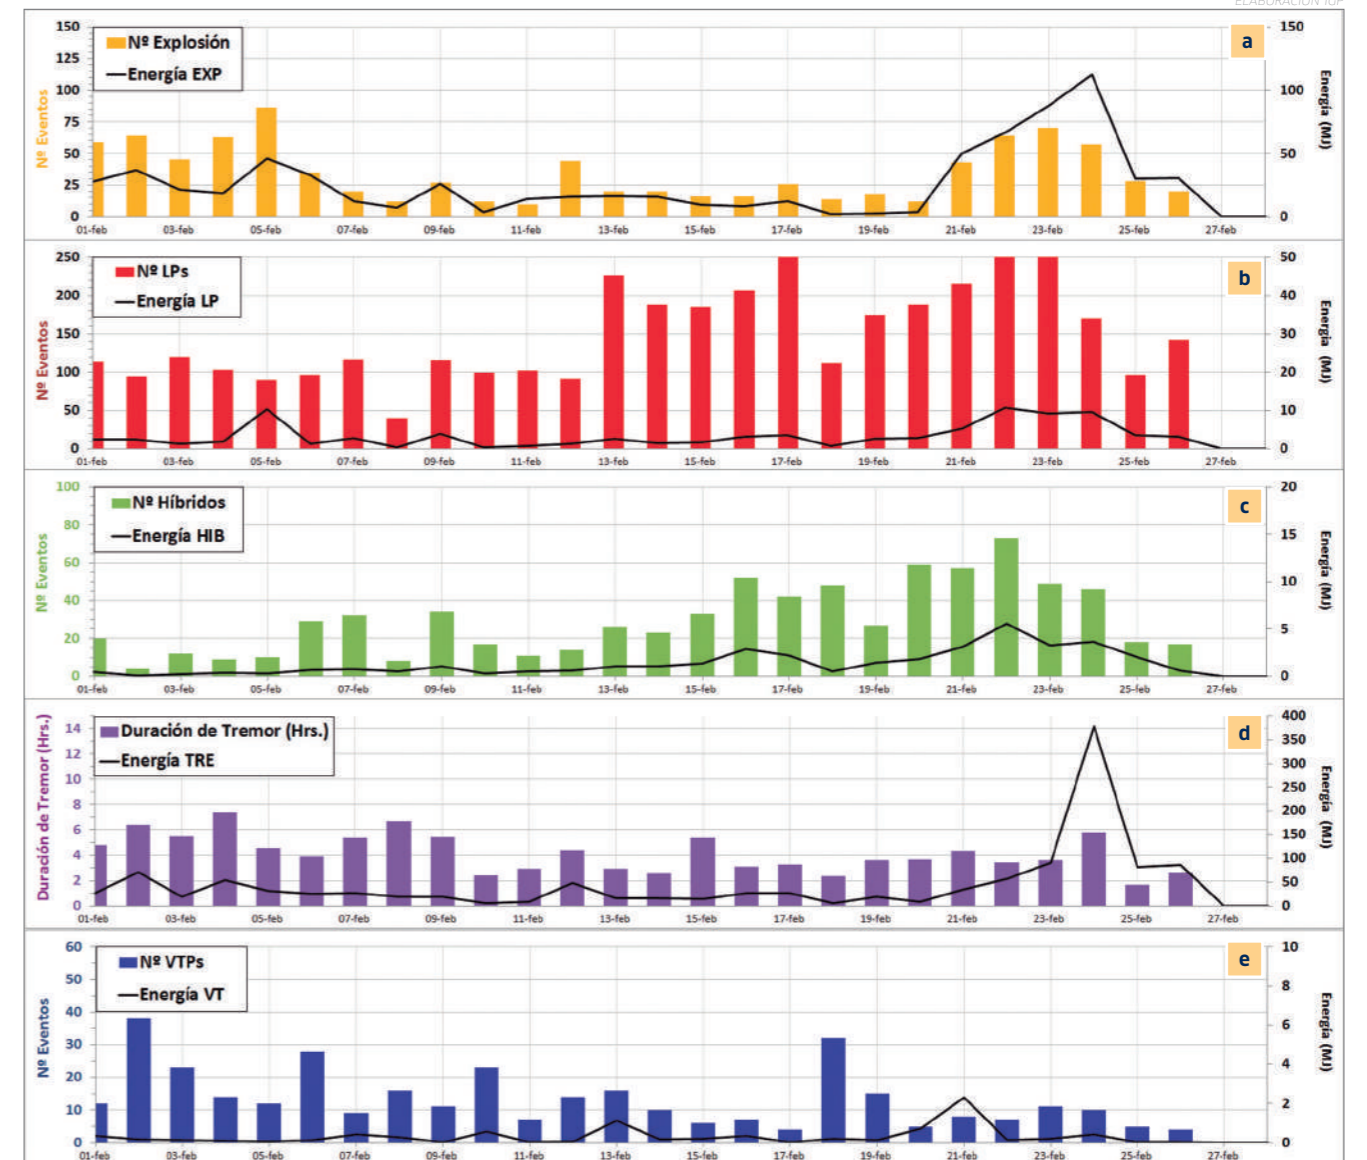 ELABORACIÓN IGP
150 150
Nº Explosión a
125
Energía EXP
100 100
75
50 50
25
0 0
Nº Eventos Energía (MJ)
01-feb 03-feb 05-feb 07-feb 09-feb 11-feb 13-feb 15-feb 17-feb 19-feb 21-feb 23-feb 25-feb 27-feb
250 50
Nº LPs b
200 40
Energía LP
150 30
100 20
50 10
0 0
Nº Eventos Energía (MJ)
01-feb 03-feb 05-feb 07-feb 09-feb 11-feb 13-feb 15-feb 17-feb 19-feb 21-feb 23-feb 25-feb 27-feb
100 20
Nº Híbridos c
80 15
Energía HIB
60
10
40
5
20
0 0
Nº Eventos Energía (MJ)
01-feb 03-feb 05-feb 07-feb 09-feb 11-feb 13-feb 15-feb 17-feb 19-feb 21-feb 23-feb 25-feb 27-feb
400
14 Duración de Tremor (Hrs.) d
350
12 Energía TRE 300
10 250
8 200
6 150
4 100
2 50
0 0
Duración de Tremor (Hrs.) Energía (MJ)
01-feb 03-feb 05-feb 07-feb 09-feb 11-feb 13-feb 15-feb 17-feb 19-feb 21-feb 23-feb 25-feb 27-feb
60 10
Nº VTPs e
50 8
Energía VT
40 6
30
4
20
10 2
0 0
Nº Eventos Energía (MJ)
01-feb 03-feb 05-feb 07-feb 09-feb 11-feb 13-feb 15-feb 17-feb 19-feb 21-feb 23-feb 25-feb 27-feb